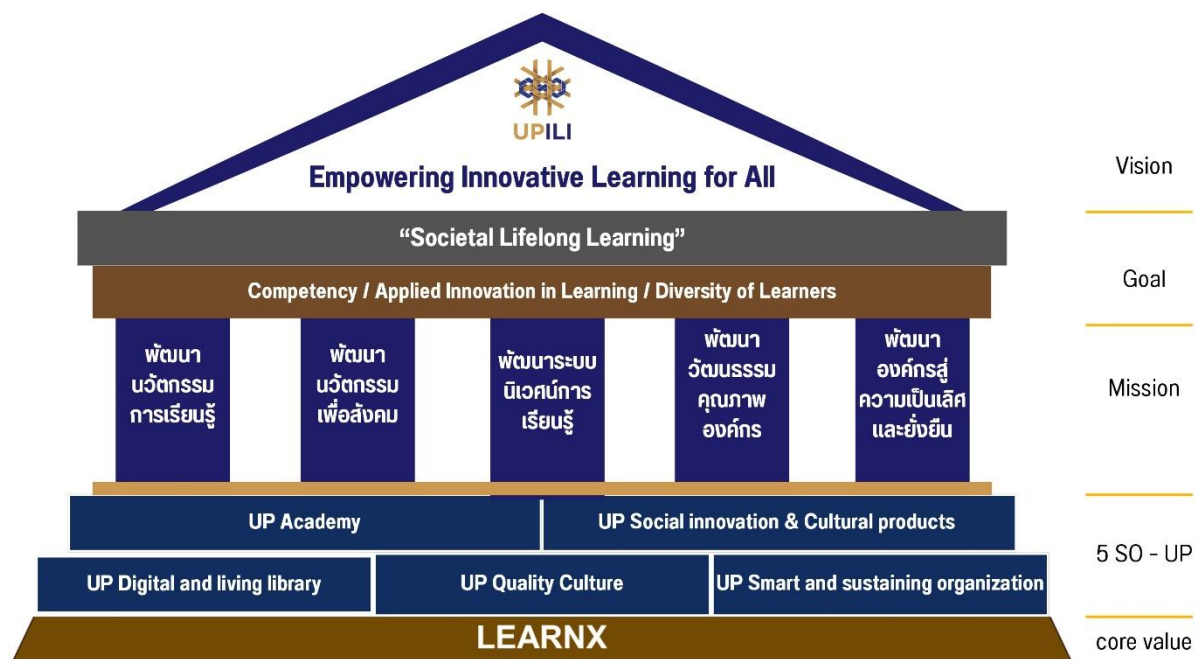 UPILI
Empowering Innovative Learning for All
Vision
“Societal Lifelong Learning”
Competency / Applied Innovation in Learning / Diversity of Learners
Goal
พัฒนา
นวัตกรรม
การเรียนรู้
พัฒนา
นวัตกรรม
เพื่อสังคม
พัฒนาระบบ
นิเวศน์การ
เรียนรู้
พัฒนา
วัฒนธรรม
คุณภาพ
องค์กร
พัฒนา
องค์กรสู่
ความเป็นเลิศ
และยั่งยืน
Mission
UP Academy
UP Social innovation & Cultural products
UP Digital and living library
UP Quality Culture
UP Smart and sustaining organization
5 SO - UP
LEARNX
core value